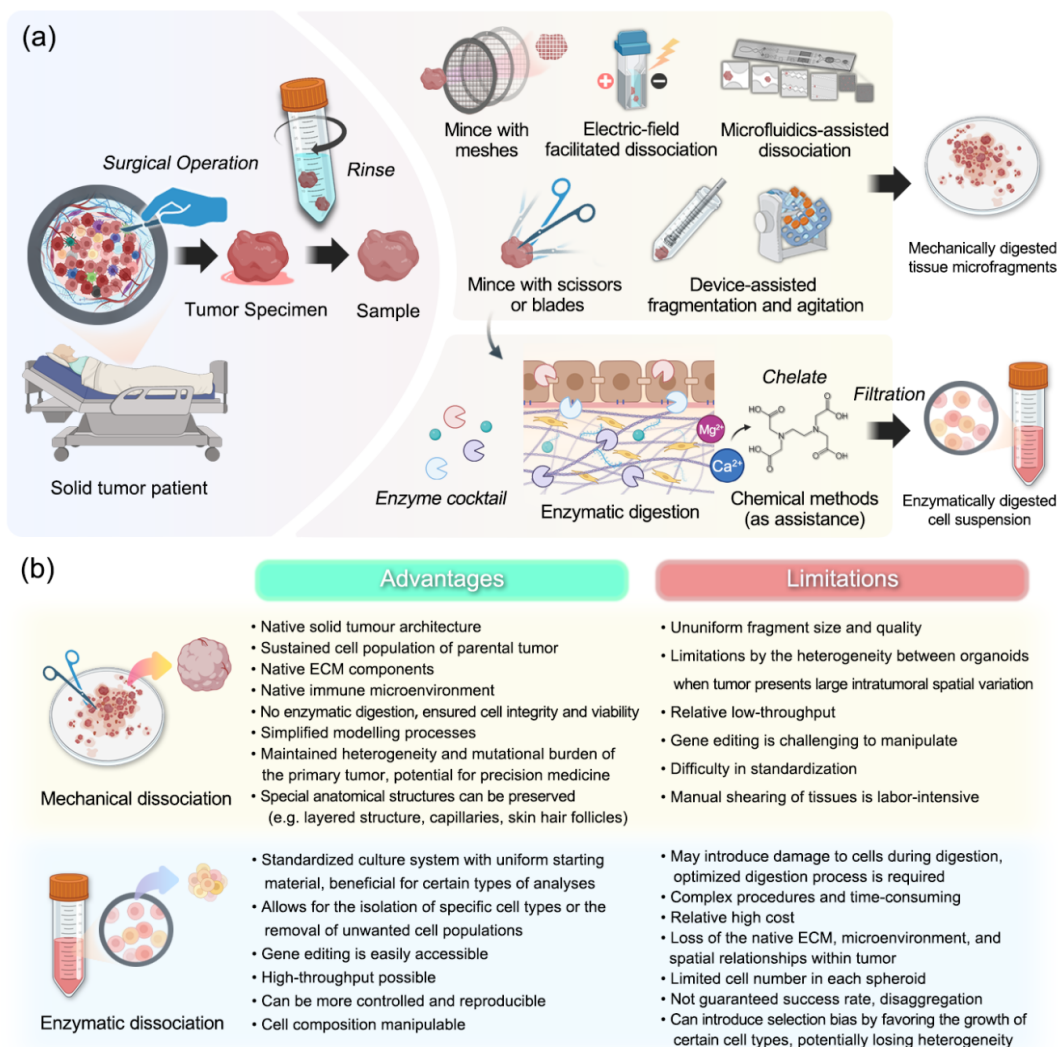 (a)
Surgical Operation
Rinse
Tumor Specimen
Sample
Solid tumor patient
Mince with
meshes
Electric-field
facilitated dissociation
Microfluidics-assisted
dissociation
Mince with scissors
or blades
Device-assisted
fragmentation and agitation
Mechanically digested
tissue microfragments
Enzyme cocktail
Enzymatic digestion
Mg²⁺
Ca²⁺
Chelate
HO
O
O
OH
N
N
HO
O
O
OH
Chemical methods
(as assistance)
Filtration
Enzymatically digested
cell suspension
(b)
Advantages
Limitations
Mechanical dissociation
• Native solid tumour architecture
• Sustained cell population of parental tumor
• Native ECM components
• Native immune microenvironment
• No enzymatic digestion, ensured cell integrity and viability
• Simplified modelling processes
• Maintained heterogeneity and mutational burden of
the primary tumor, potential for precision medicine
• Special anatomical structures can be preserved
(e.g. layered structure, capillaries, skin hair follicles)
• Ununiform fragment size and quality
• Limitations by the heterogeneity between organoids
when tumor presents large intratumoral spatial variation
• Relative low-throughput
• Gene editing is challenging to manipulate
• Difficulty in standardization
• Manual shearing of tissues is labor-intensive
Enzymatic dissociation
• Standardized culture system with uniform starting
material, beneficial for certain types of analyses
• Allows for the isolation of specific cell types or the
removal of unwanted cell populations
• Gene editing is easily accessible
• High-throughput possible
• Can be more controlled and reproducible
• Cell composition manipulable
• May introduce damage to cells during digestion,
optimized digestion process is required
• Complex procedures and time-consuming
• Relative high cost
• Loss of the native ECM, microenvironment, and
spatial relationships within tumor
• Limited cell number in each spheroid
• Not guaranteed success rate, disaggregation
• Can introduce selection bias by favoring the growth of
certain cell types, potentially losing heterogeneity